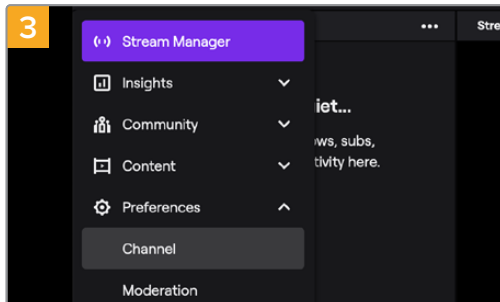 3
Stream Manager
Stre
Insights
iet...
Community
ws, subs,
Content
tivity here.
Preferences
Channel
Moderation